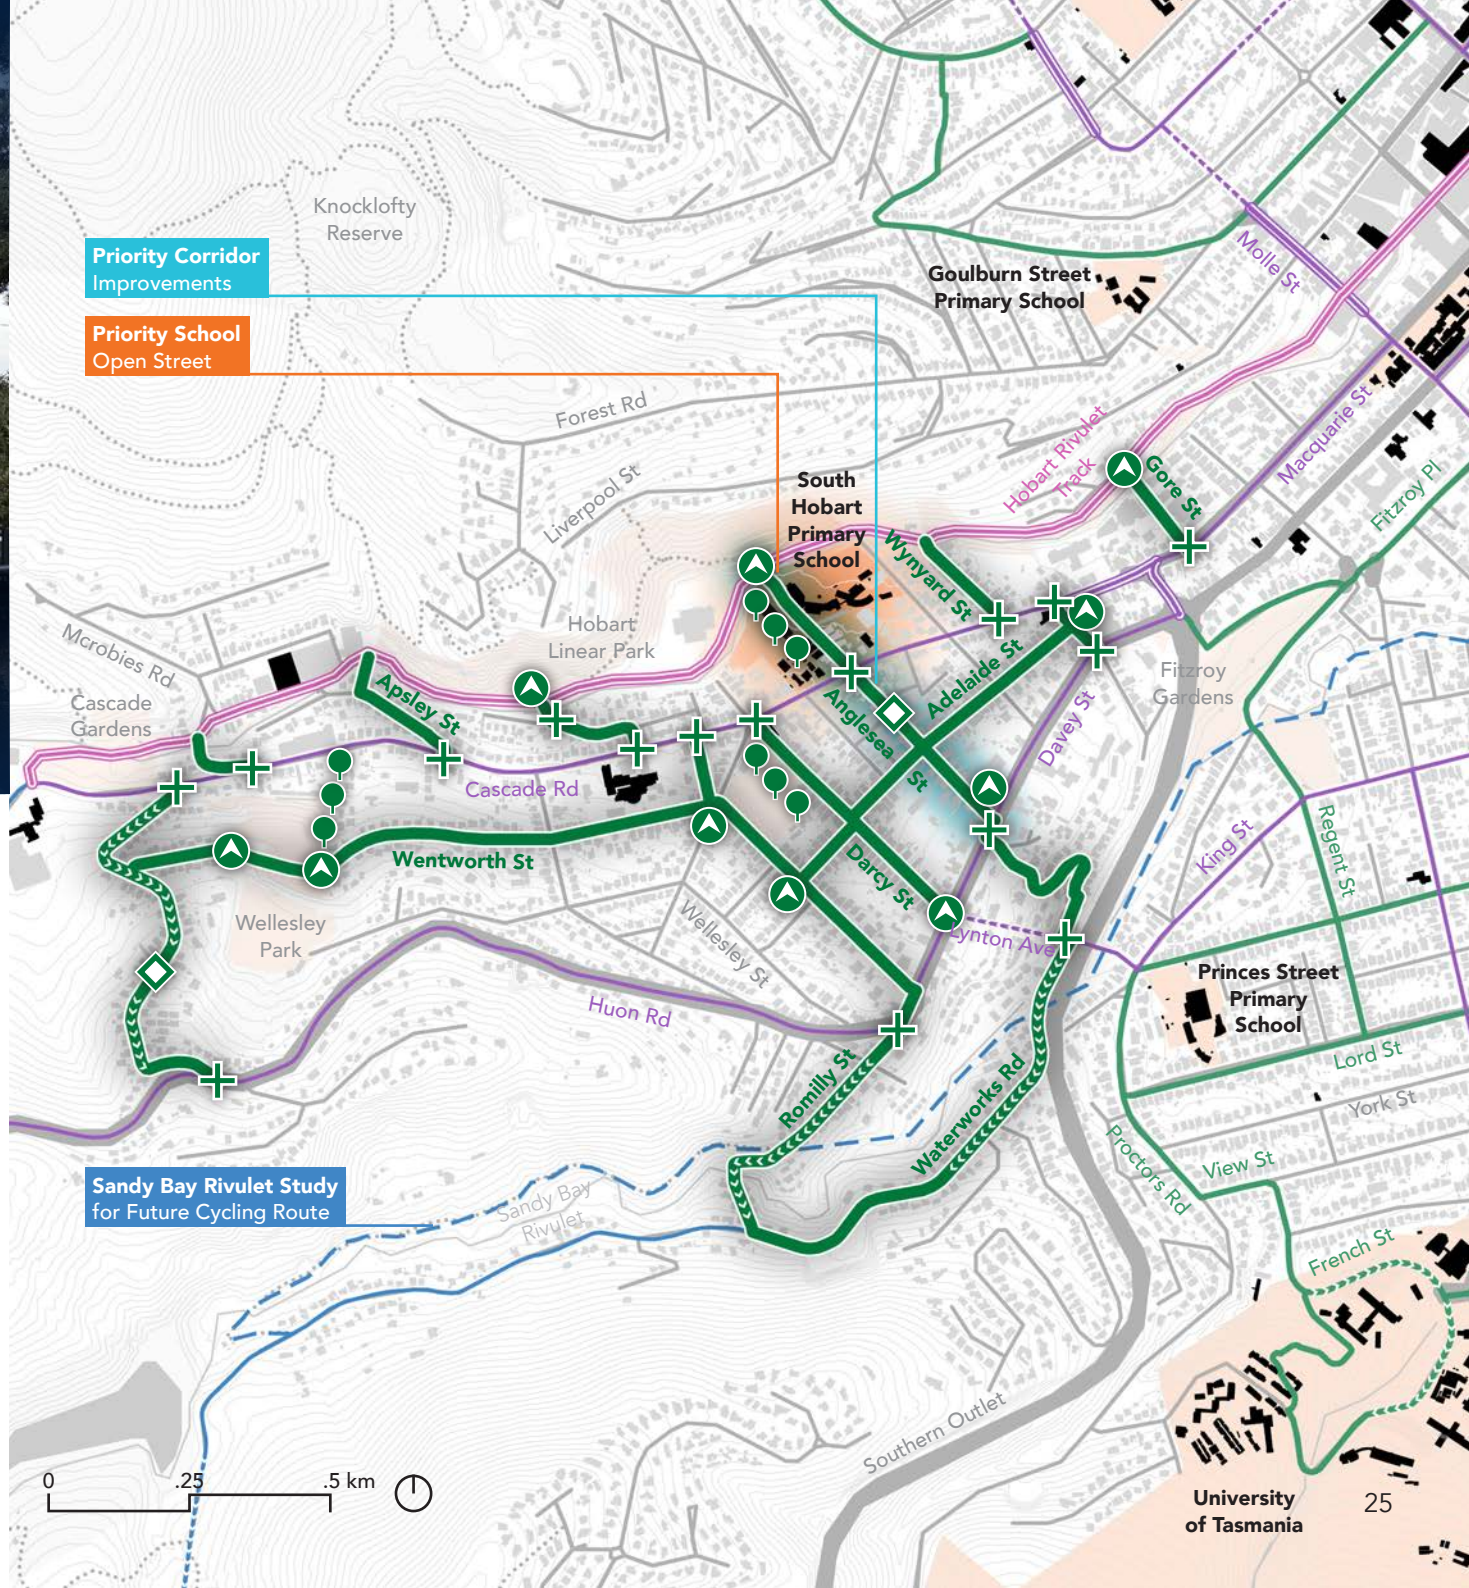 Knocklofty
Reserve
Priority Corridor
Improvements
Priority School
Open Street
Goulburn Street
Primary School
Molle St
Forest Rd
Liverpool St
South
Hobart
Primary
School
Hobart Rivulet
Track
Gore St
Macquarie St
Fitzroy Pl
Wynyard St
Mcrobies Rd
Cascade
Gardens
Hobart
Linear Park
Apsley St
Anglesea St
Adelaide St
Davey St
Fitzroy
Gardens
Cascade Rd
Wentworth St
Darcy St
King St
Regent St
Wellesley
Park
Wellesley St
Lynton Ave
Huon Rd
Princes Street
Primary
School
Lord St
York St
Romilly St
Waterworks Rd
Proctors Rd
View St
Sandy Bay Rivulet Study
for Future Cycling Route
Sandy Bay
Rivulet
French St
Southern Outlet
0 .25 .5 km
University
of Tasmania
25